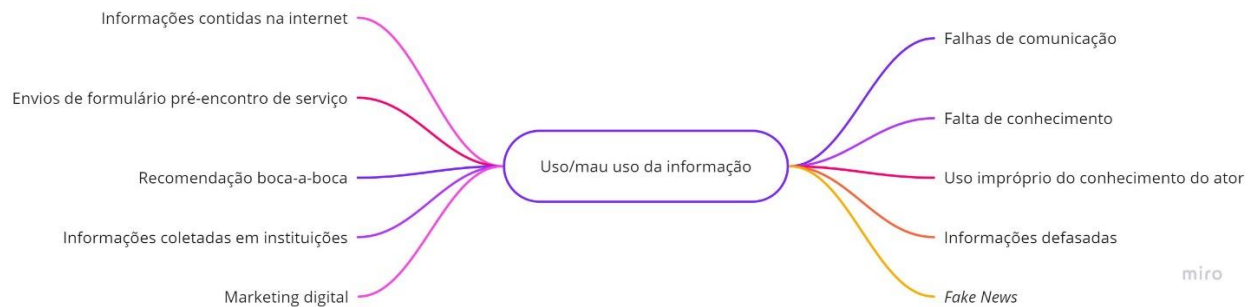 Informações contidas na internet
Envios de formulário pré-encontro de serviço
Recomendação boca-a-boca
Informações coletadas em instituições
Marketing digital
Uso/mau uso da informação
Falhas de comunicação
Falta de conhecimento
Uso impróprio do conhecimento do ator
Informações defasadas
Fake News
miro